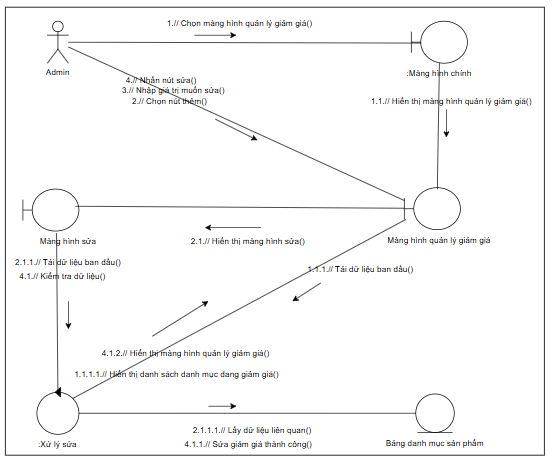 1.// Chọn màng hình quản lý giảm giá()
Admin
:Màng hình chính
4.// Nhấn nút sửa()
3.// Nhập giá trị muốn sửa()
2.// Chọn nút thêm()
1.1.// Hiển thị màng hình quản lý giảm giá()
Màng hình sửa
2.1.// Hiển thị màng hình sửa()
Màng hình quản lý giảm giá
2.1.1.// Tải dữ liệu ban đầu()
4.1.// Kiểm tra dữ liệu()
1.1.1.// Tải dữ liệu ban đầu()
4.1.2.// Hiển thị màng hình quản lý giảm giá()
1.1.1.1.// Hiển thị danh sách danh mục đang giảm giá()
:Xử lý sửa
2.1.1.1.// Lấy dữ liệu liên quan()
4.1.1.// Sửa giảm giá thành công()
Bảng danh mục sản phẩm